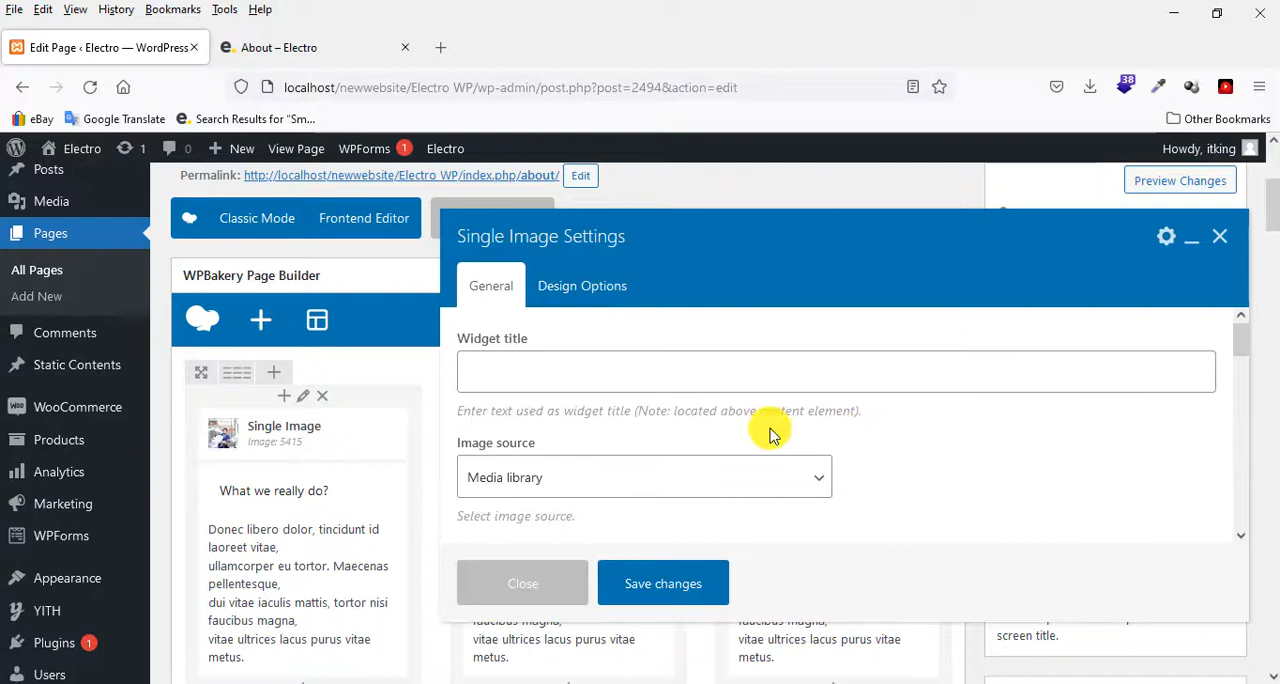 File Edit View History Bookmarks Tools Help
Edit Page ‹ Electro — WordPress
e. About – Electro
localhost/newwebsite/Electro WP/wp-admin/post.php?post=2494&action=edit
38
eBay Google Translate e. Search Results for “Sm… Other Bookmarks
Electro 1 0 New View Page WPForms 1 Electro Howdy, itking
Posts
Media
Pages
All Pages
Add New
Comments
Static Contents
WooCommerce
Products
Analytics
Marketing
WPForms
Appearance
YITH
Plugins 1
Users
Permalink: http://localhost/newwebsite/Electro WP/index.php/about/ Edit
Preview Changes
Classic Mode Frontend Editor
WPBakery Page Builder
Single Image
Image: 5415
What we really do?
Donec libero dolor, tincidunt id
laoreet vitae,
ullamcorper eu tortor. Maecenas
pellentesque,
dui vitae iaculis mattis, tortor nisi
faucibus magna,
vitae ultrices lacus purus vitae
metus.
Single Image Settings
General Design Options
Widget title
Enter text used as widget title (Note: located above content element).
Image source
Media library
Select image source.
Close Save changes
faucibus magna,
vitae ultrices lacus purus vitae
metus.
faucibus magna,
vitae ultrices lacus purus vitae
metus.
screen title.